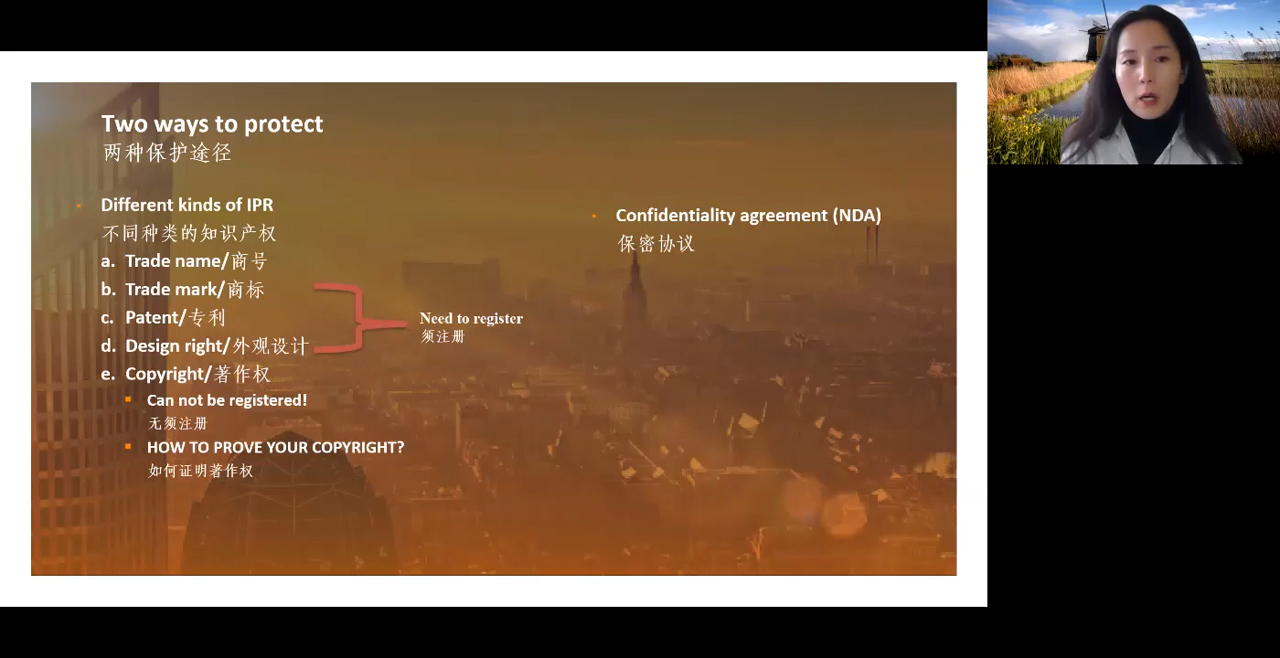 Two ways to protect
两种保护途径
Different kinds of IPR
不同种类的知识产权
a. Trade name/商号
b. Trade mark/商标
c. Patent/专利
d. Design right/外观设计
e. Copyright/著作权
Can not be registered!
无须注册
HOW TO PROVE YOUR COPYRIGHT?
如何证明著作权
Need to register
须注册
Confidentiality agreement (NDA)
保密协议